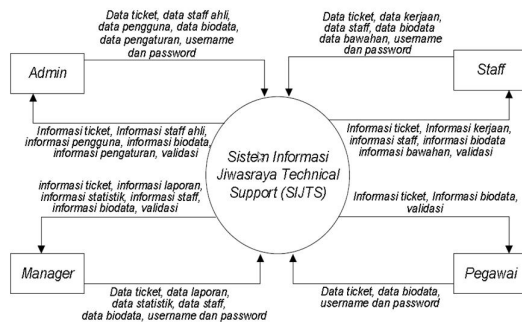 Data ticket, data staff ahli,
data pengguna, data biodata,
data pengaturan, username
dan password
Data ticket, data kerjaan,
data staff, data biodata
data bawahan, username
dan password
Admin
Staff
Informasi ticket, Informasi staff ahli,
informasi pengguna, informasi biodata,
informasi pengaturan, validasi
Informasi ticket, Informasi kerjaan,
informasi staff, informasi biodata
informasi bawahan, validasi
Sistem Informasi
Jiwasraya Technical
Support (SIJTS)
informasi ticket, informasi laporan,
informasi statistik, informasi staff,
informasi biodata, validasi
Informasi ticket, Informasi biodata,
validasi
Manager
Pegawai
Data ticket, data laporan,
data statistik, data staff,
data biodata, username dan password
Data ticket, data biodata,
username dan password